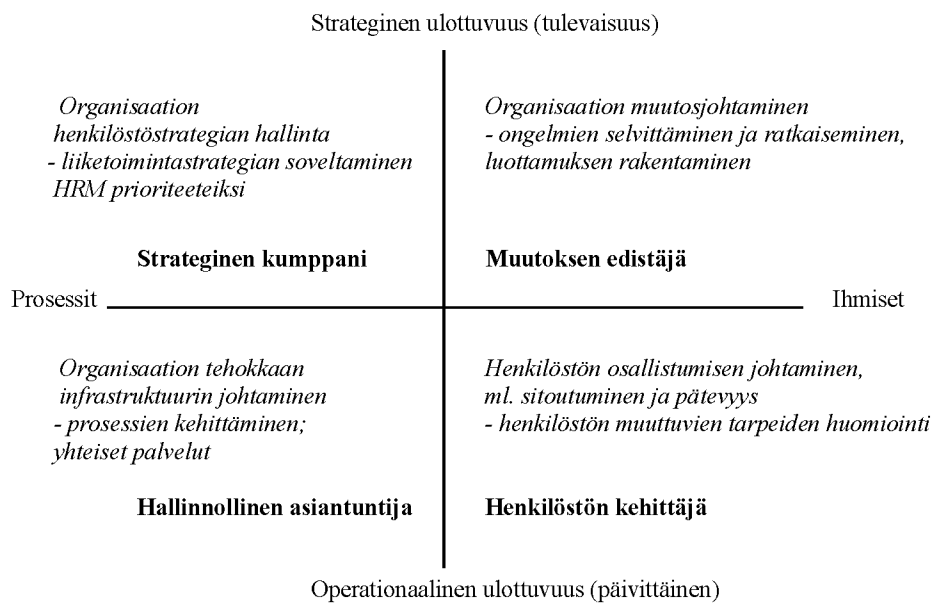 Strateginen ulottuvuus (tulevaisuus)
Organisaation
henkilöstöstrategian hallinta
- liiketoimintastrategian soveltaminen
HRM prioriteeteiksi
Strateginen kumppani
Organisaation muutosjohtaminen
- ongelmien selvittäminen ja ratkaiseminen,
luottamuksen rakentaminen
Muutoksen edistäjä
Prosessit
Ihmiset
Organisaation tehokkaan
infrastruktuurin johtaminen
- prosessien kehittäminen;
yhteiset palvelut
Hallinnollinen asiantuntija
Henkilöstön osallistumisen johtaminen,
ml. sitoutuminen ja pätevyys
- henkilöstön muuttuvien tarpeiden huomiointi
Henkilöstön kehittäjä
Operationaalinen ulottuvuus (päivittäinen)